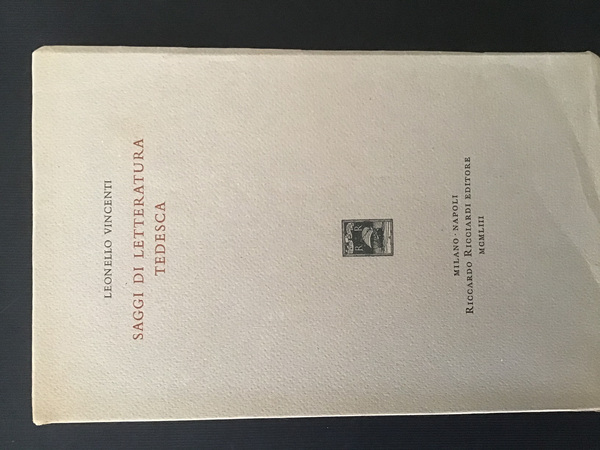 LEONELLO VINCENTI
SAGGI DI LETTERATURA
TEDESCA
MILANO · NAPOLI
RICCARDO RICCIARDI EDITORE
MCMLIII